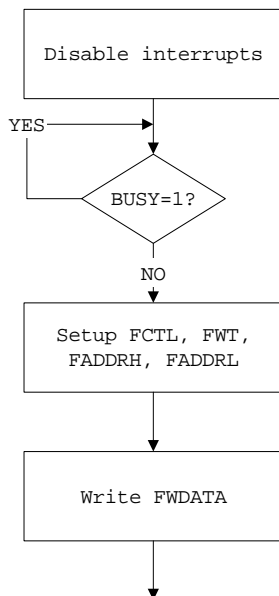 Disable interrupts
YES
BUSY=1?
NO
Setup FCTL, FWT,
FADDRH, FADDRL
Write FWDATA